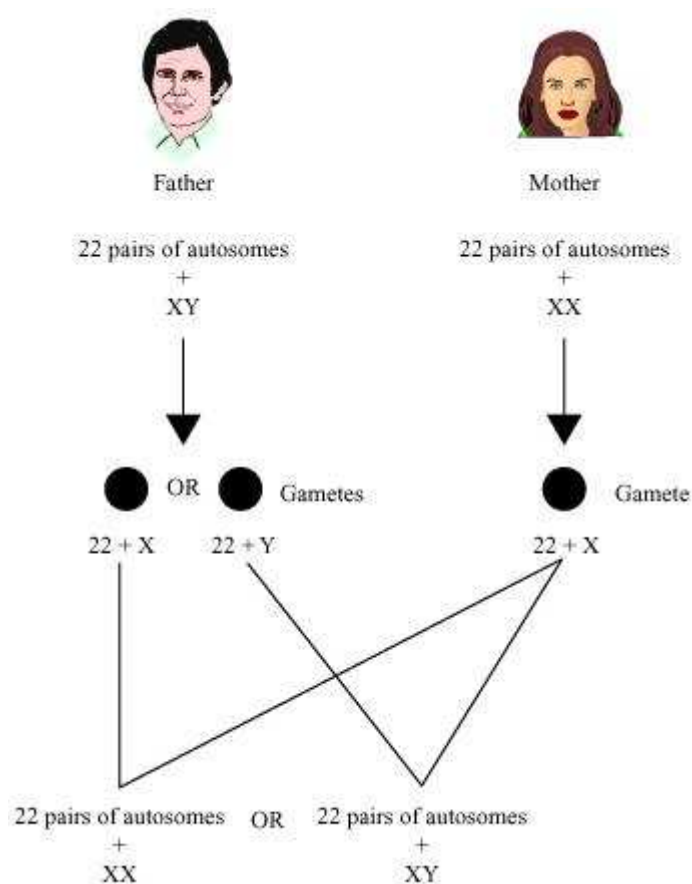 Father
Mother
22 pairs of autosomes
+
XY
22 pairs of autosomes
+
XX
OR
Gametes
Gamete
22 + X
22 + Y
22 + X
22 pairs of autosomes
+
XX
OR
22 pairs of autosomes
+
XY